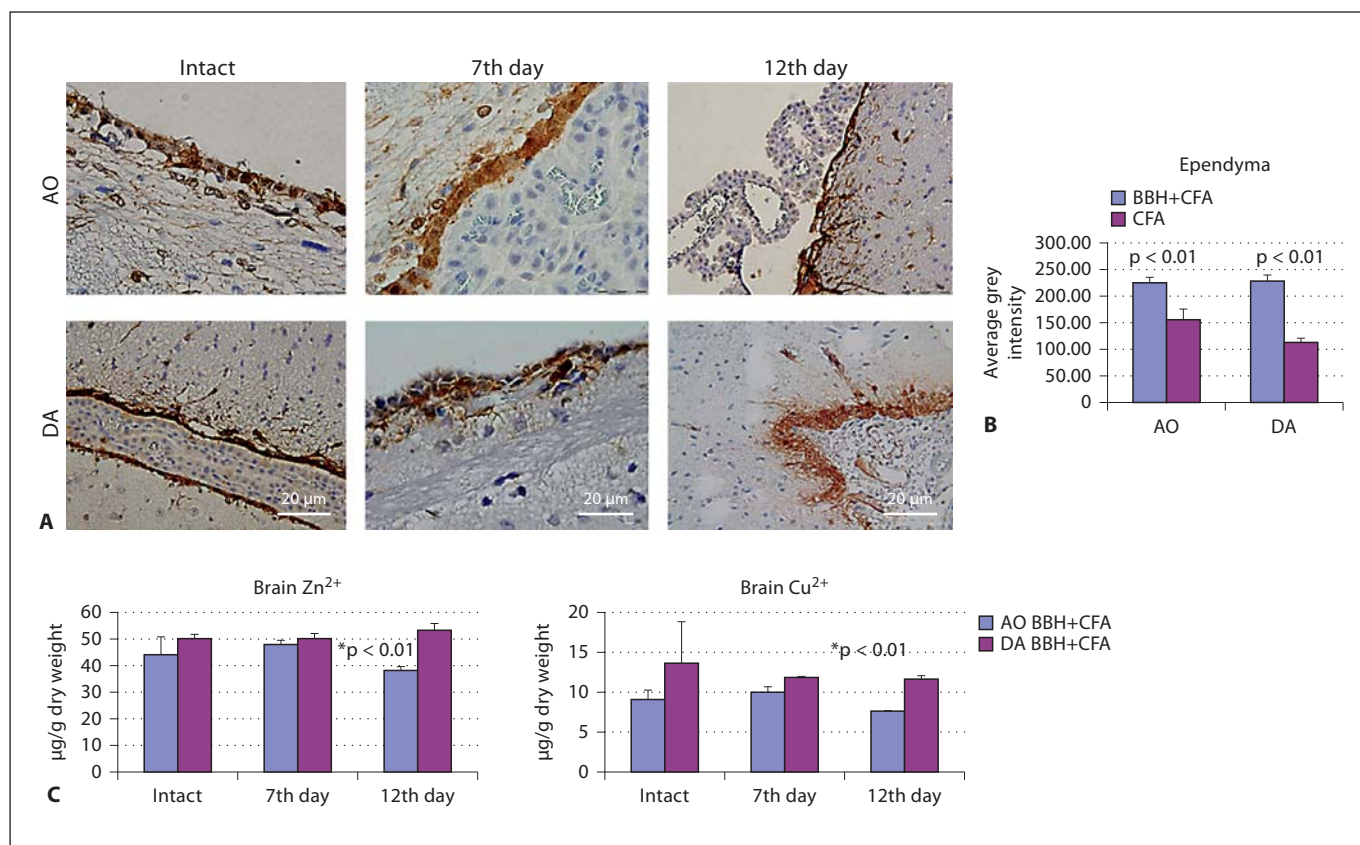 Intact
7th day
12th day
AO
DA
20 µm
20 µm
20 µm
A
Ependyma
BBH+CFA
CFA
300.00
250.00
200.00
150.00
100.00
50.00
0
Average grey
intensity
p < 0.01
p < 0.01
AO
DA
B
Brain Zn²⁺
60
50
40
30
20
10
0
µg/g dry weight
*p < 0.01
Intact
7th day
12th day
C
Brain Cu²⁺
20
15
10
5
0
µg/g dry weight
*p < 0.01
Intact
7th day
12th day
AO BBH+CFA
DA BBH+CFA